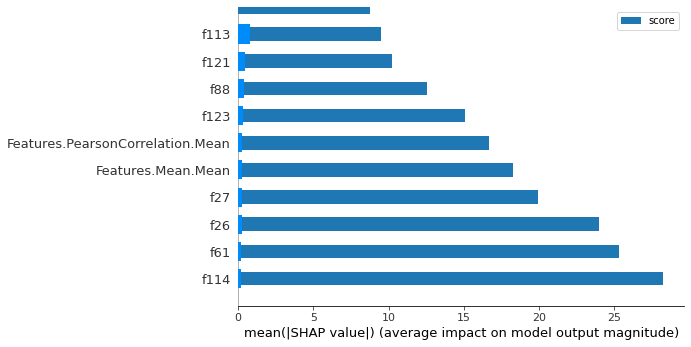 score
f113
f121
f88
f123
Features.PearsonCorrelation.Mean
Features.Mean.Mean
f27
f26
f61
f114
0 5 10 15 20 25
mean(|SHAP value|) (average impact on model output magnitude)